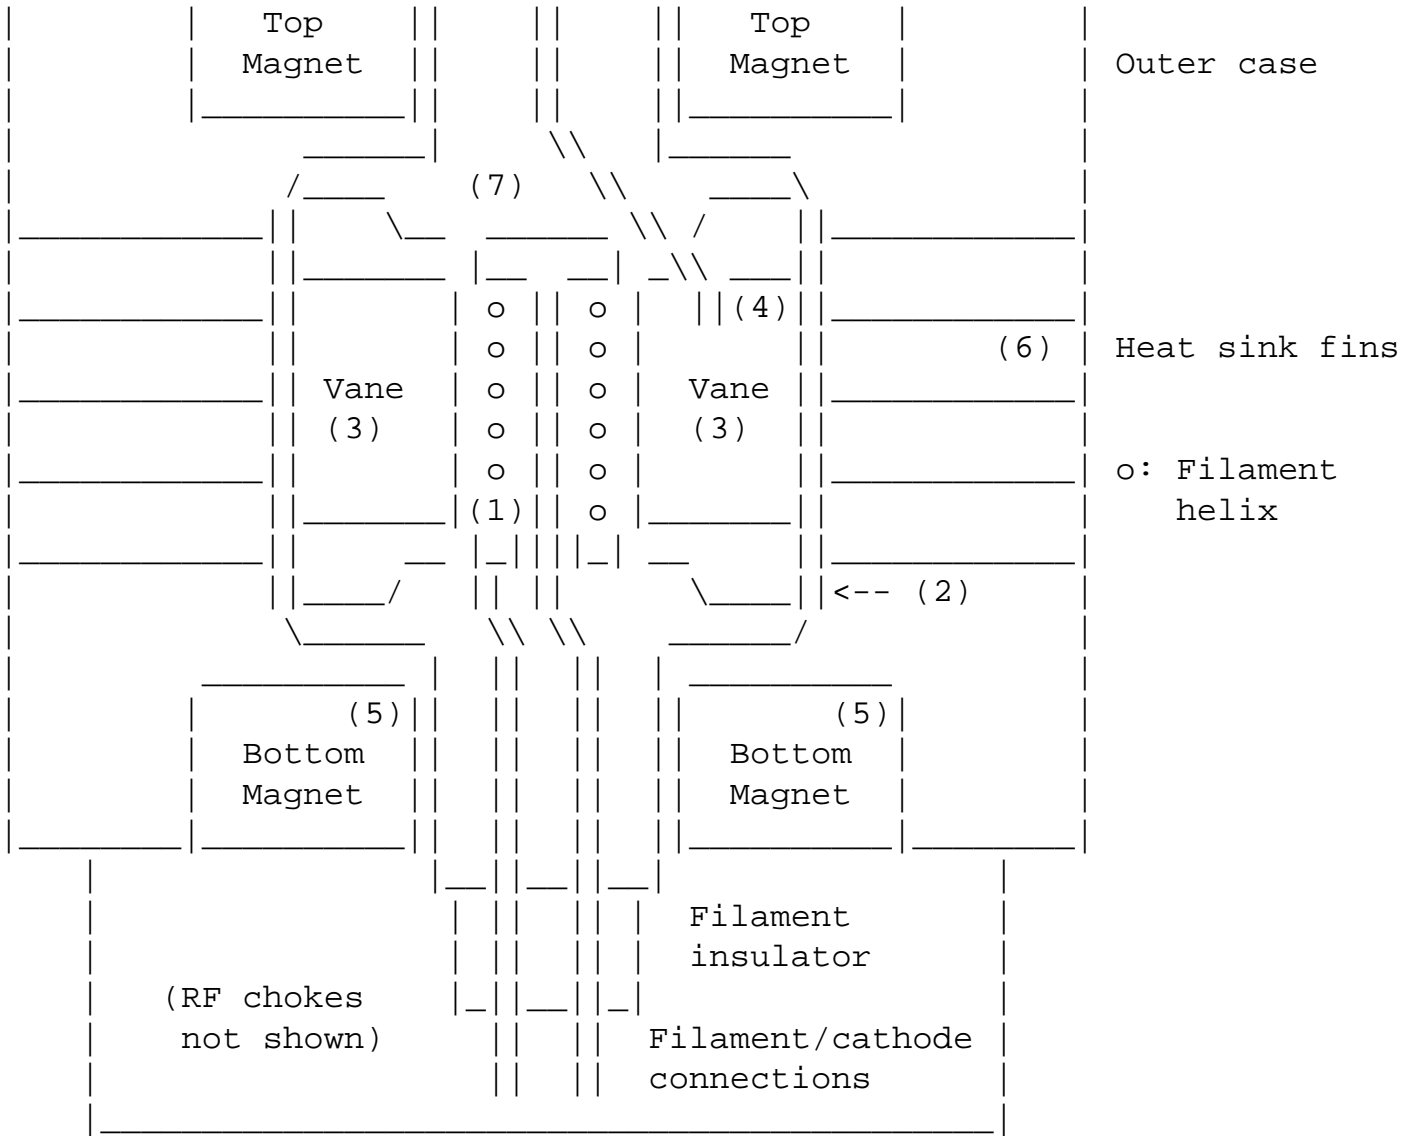 Top Top
Magnet Magnet Outer case
(7)
o o (4)
o o (6) Heat sink fins
Vane o o Vane
(3) o o (3)
o o o: Filament
(1) o helix
<-- (2)
(5) (5)
Bottom Bottom
Magnet Magnet
Filament
insulator
(RF chokes
not shown) Filament/cathode
connections